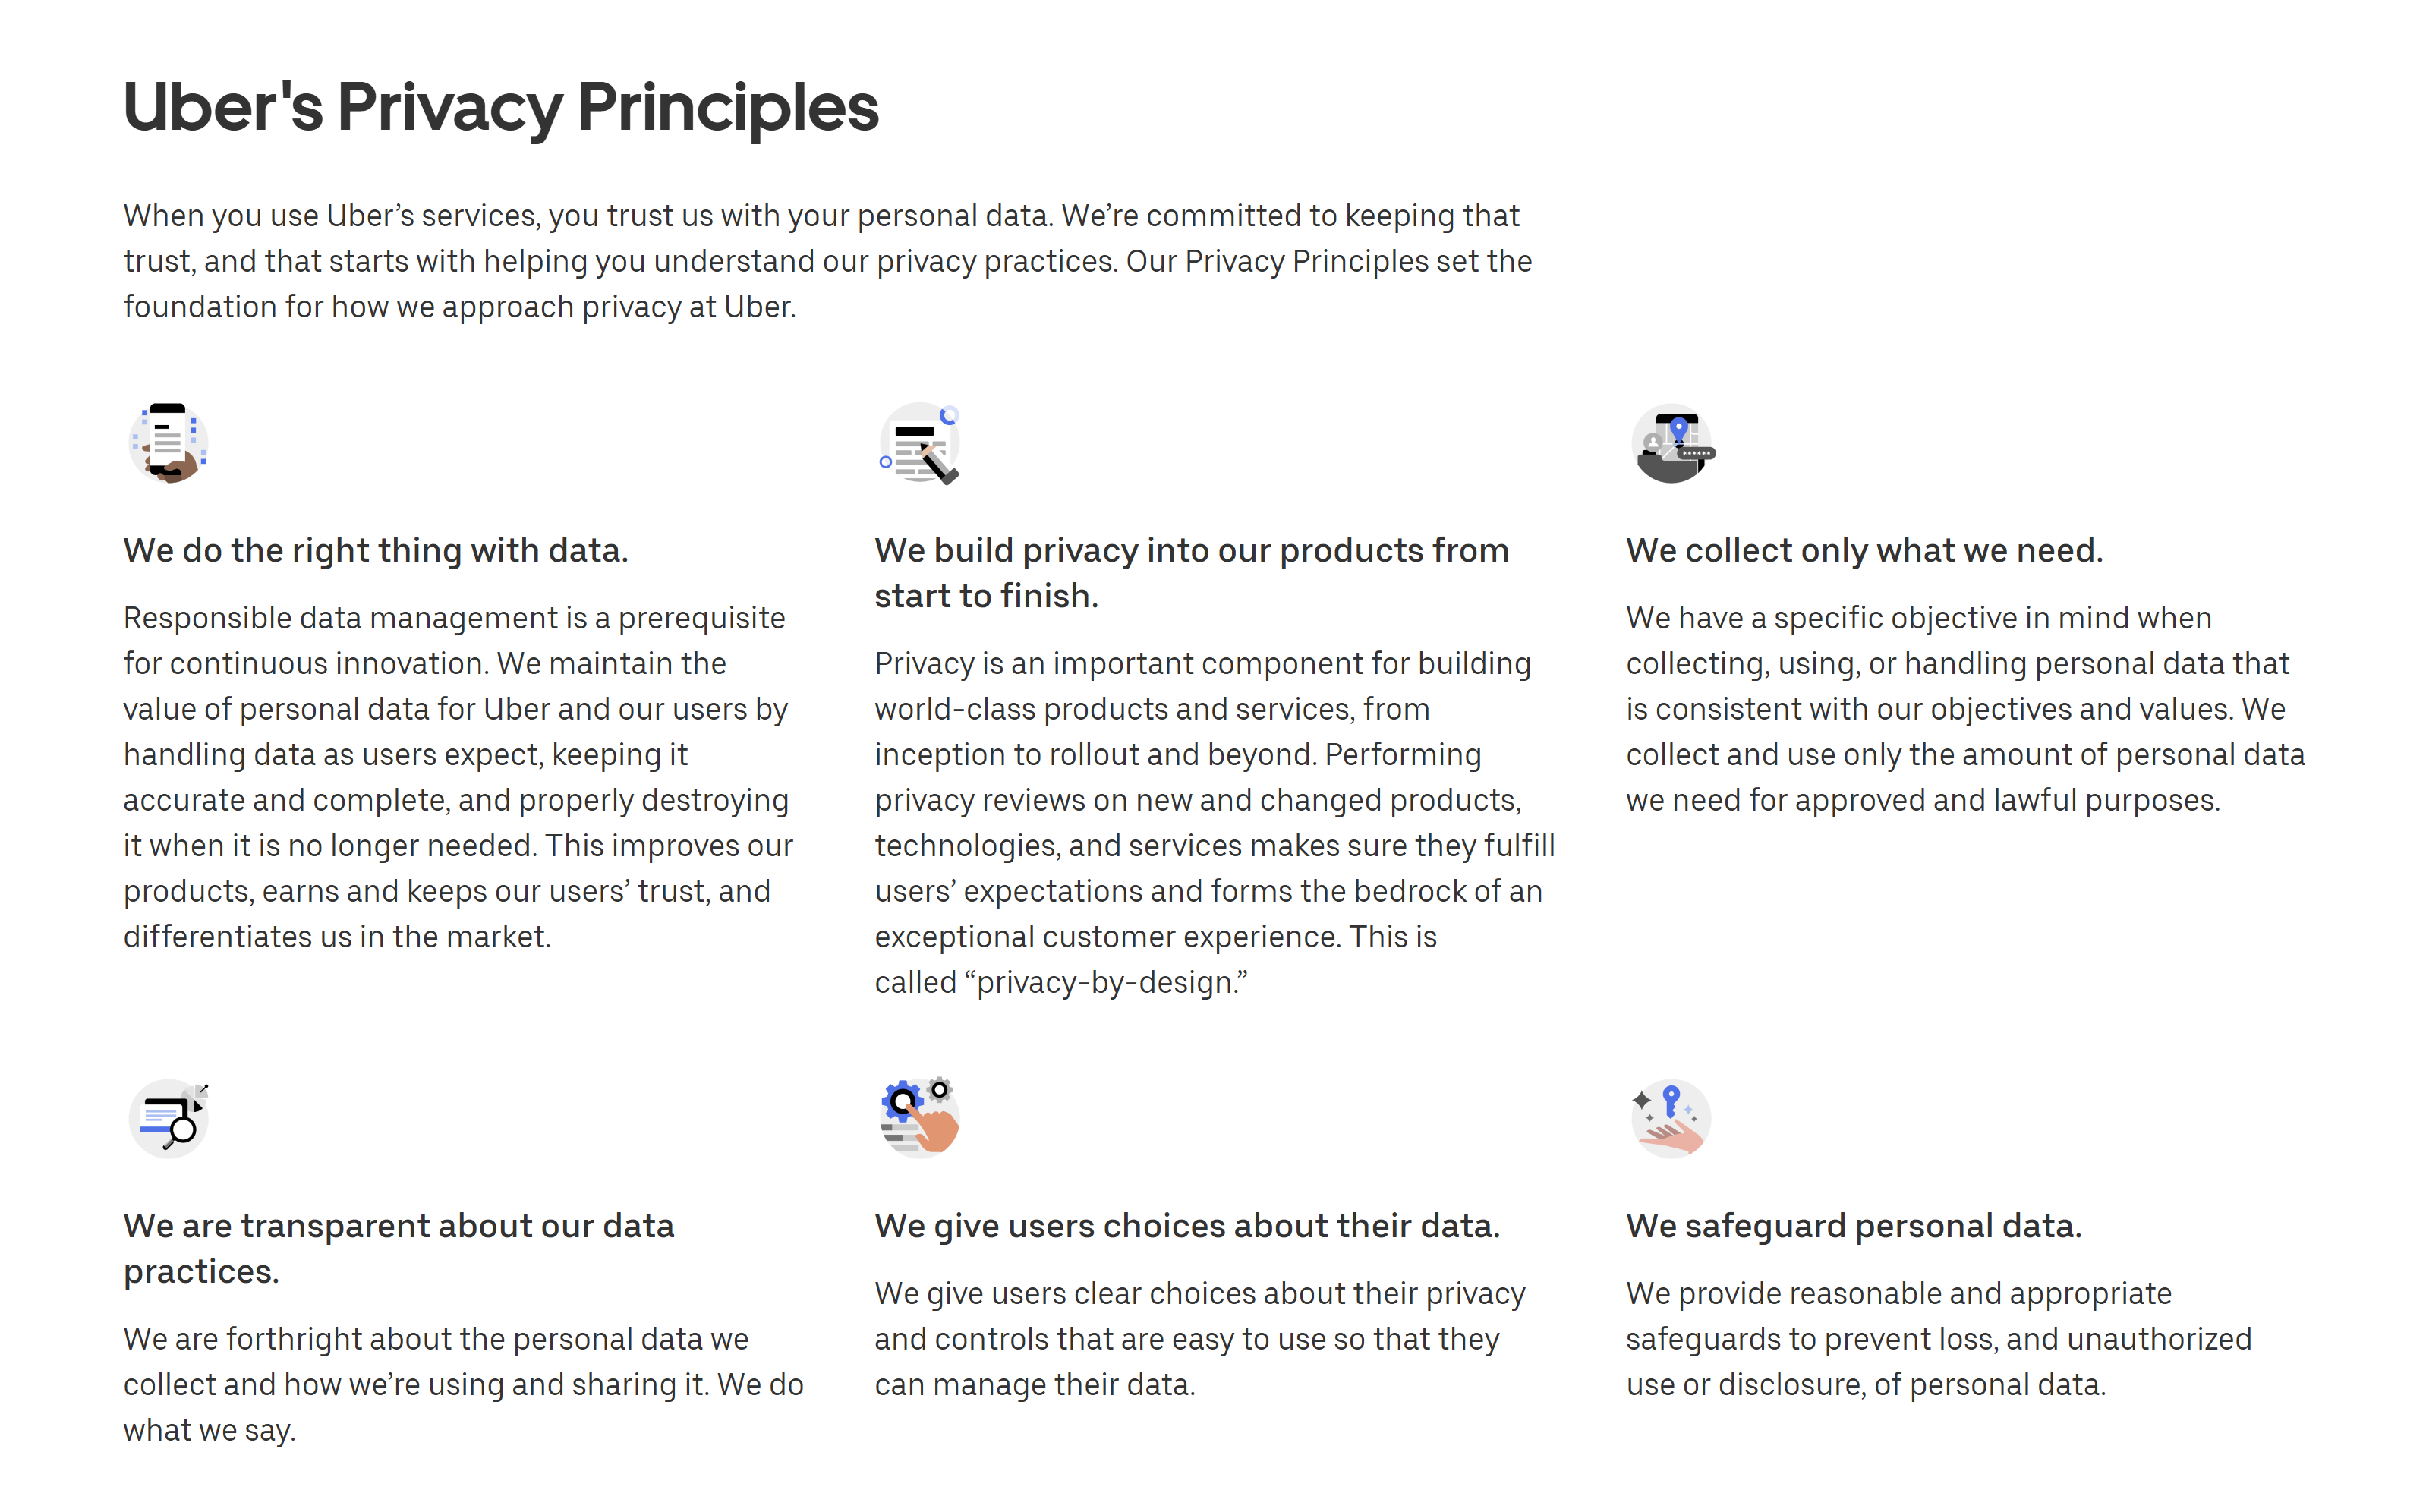 Uber's Privacy Principles
When you use Uber’s services, you trust us with your personal data. We’re committed to keeping that
trust, and that starts with helping you understand our privacy practices. Our Privacy Principles set the
foundation for how we approach privacy at Uber.
We do the right thing with data.
Responsible data management is a prerequisite
for continuous innovation. We maintain the
value of personal data for Uber and our users by
handling data as users expect, keeping it
accurate and complete, and properly destroying
it when it is no longer needed. This improves our
products, earns and keeps our users’ trust, and
differentiates us in the market.
We build privacy into our products from
start to finish.
Privacy is an important component for building
world-class products and services, from
inception to rollout and beyond. Performing
privacy reviews on new and changed products,
technologies, and services makes sure they fulfill
users’ expectations and forms the bedrock of an
exceptional customer experience. This is
called “privacy-by-design.”
We collect only what we need.
We have a specific objective in mind when
collecting, using, or handling personal data that
is consistent with our objectives and values. We
collect and use only the amount of personal data
we need for approved and lawful purposes.
We are transparent about our data
practices.
We are forthright about the personal data we
collect and how we’re using and sharing it. We do
what we say.
We give users choices about their data.
We give users clear choices about their privacy
and controls that are easy to use so that they
can manage their data.
We safeguard personal data.
We provide reasonable and appropriate
safeguards to prevent loss, and unauthorized
use or disclosure, of personal data.